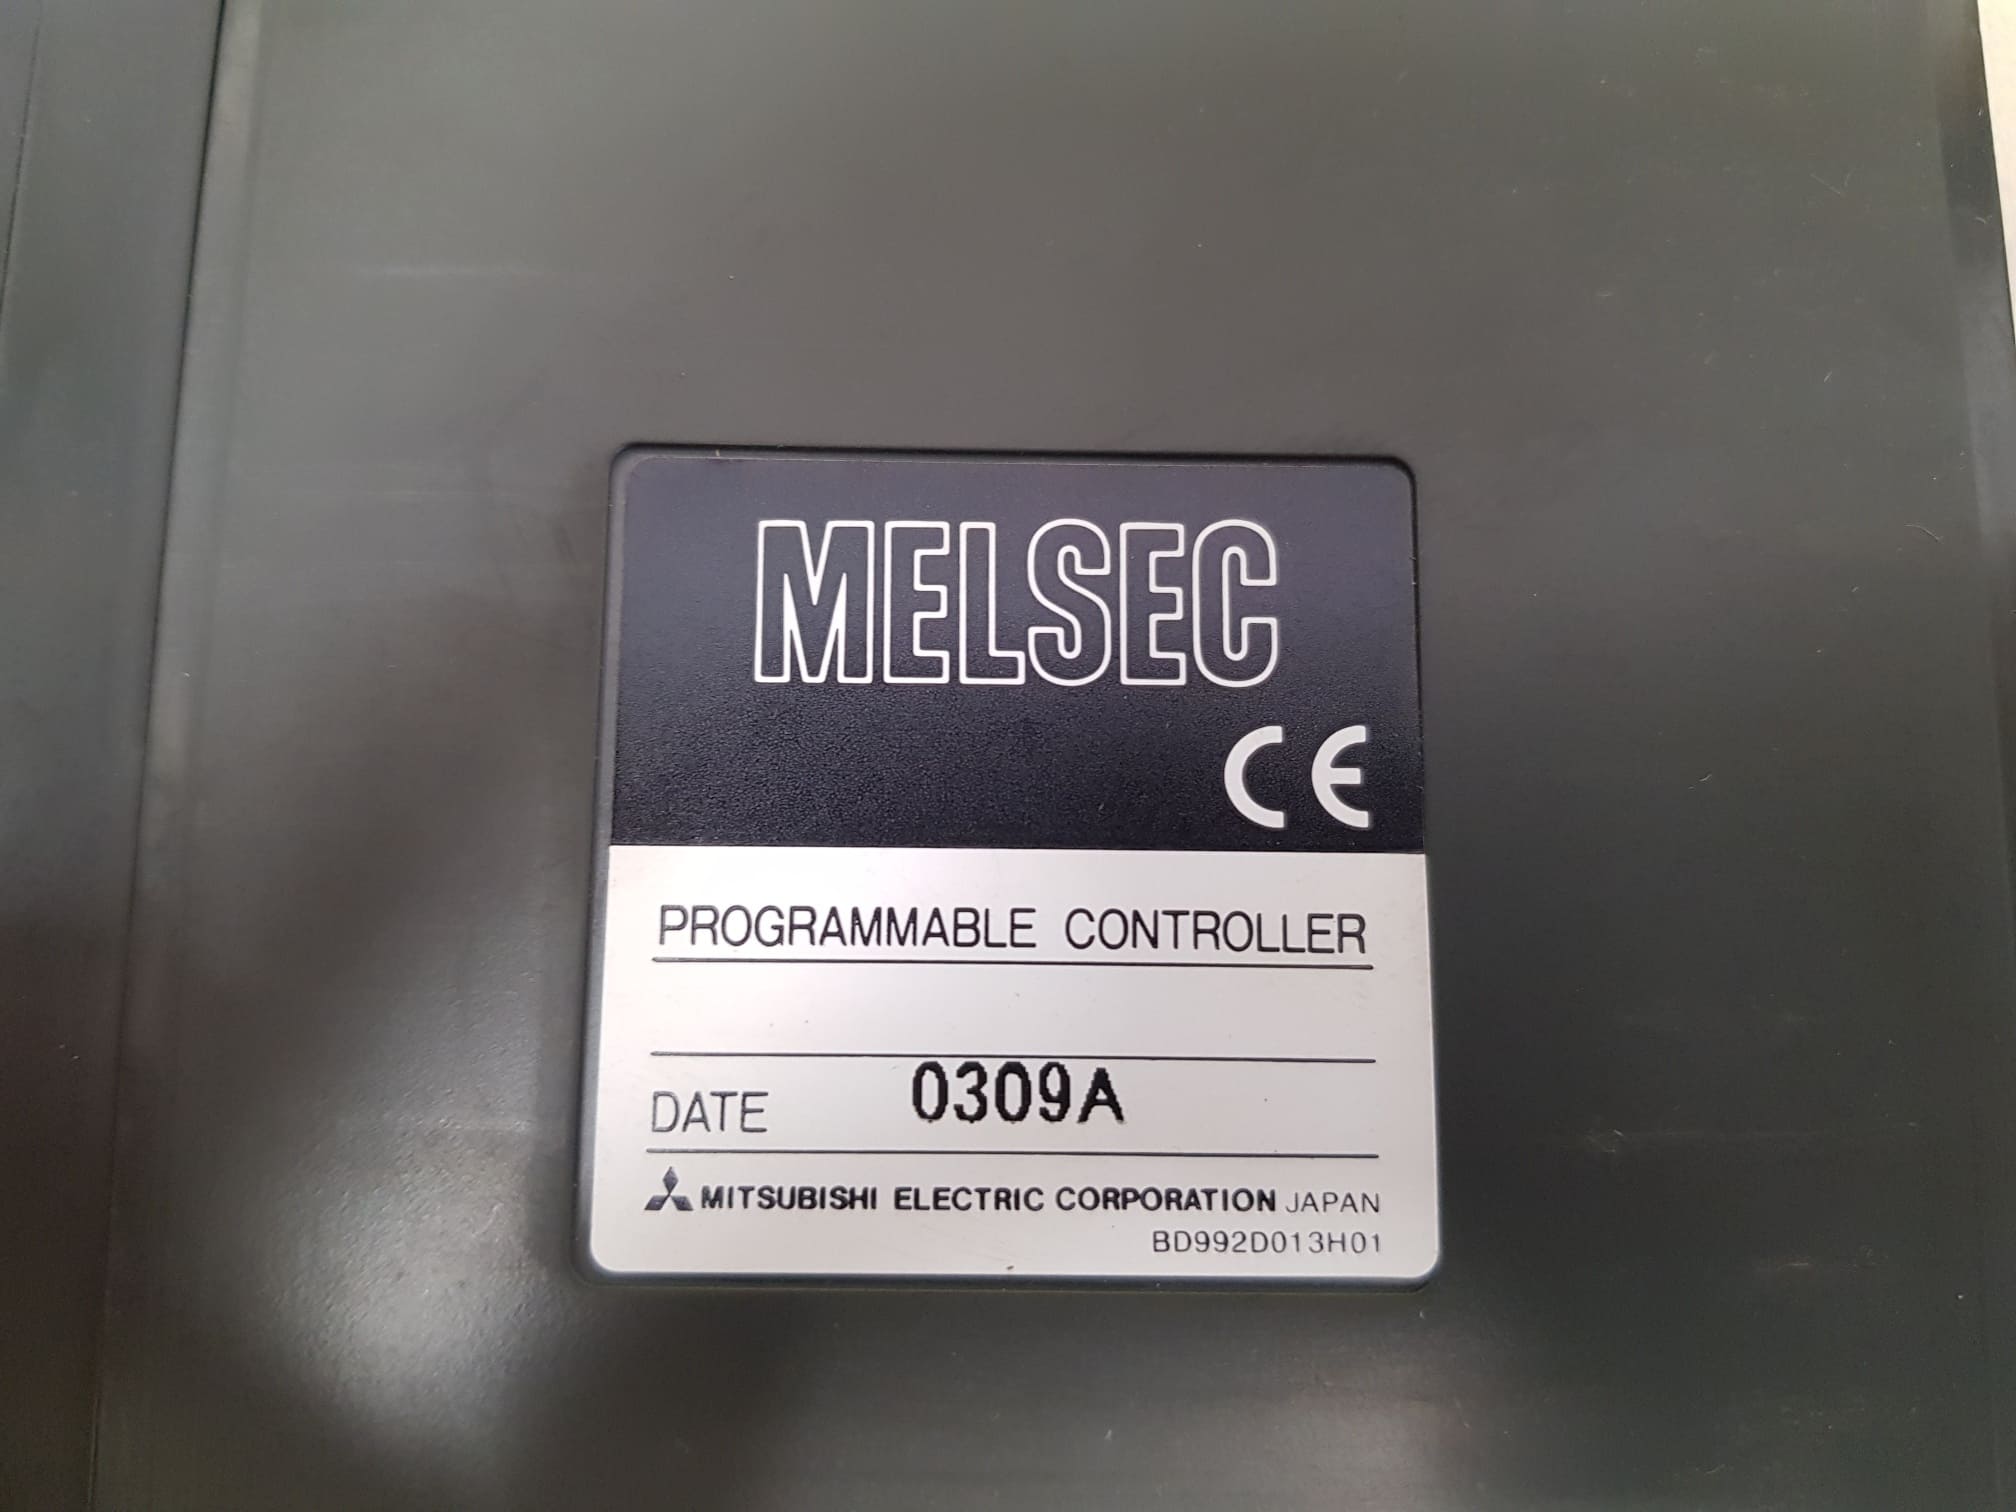 MELSEC
CE
PROGRAMMABLE CONTROLLER
DATE 0309A
MITSUBISHI ELECTRIC CORPORATION JAPAN
BD992D013H01